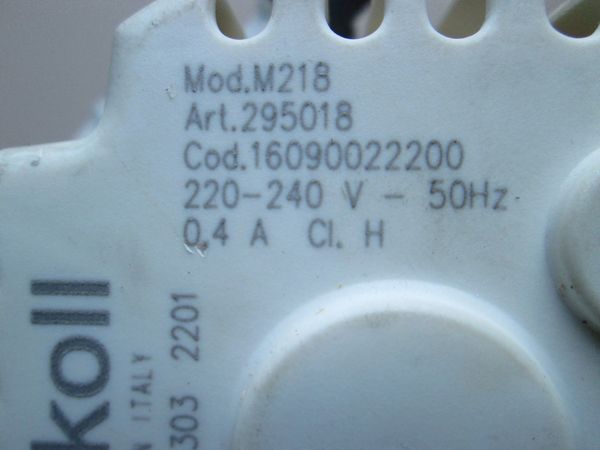 Mod.M218
Art.295018
Cod.16090022200
220-240 V - 50Hz
0.4 A Cl. H
koll
N ITALY
303 2201